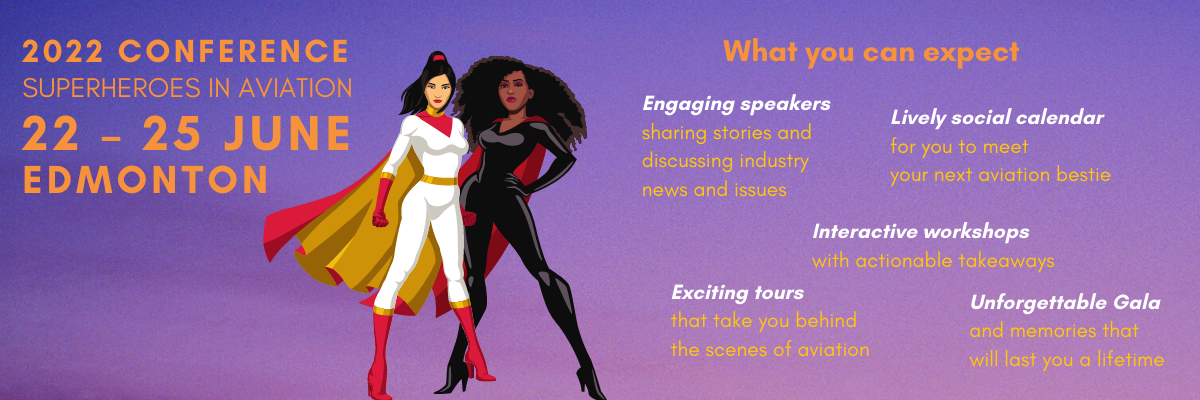 2022 CONFERENCE
SUPERHEROES IN AVIATION
22 – 25 JUNE
EDMONTON
What you can expect
Engaging speakers
sharing stories and
discussing industry
news and issues
Lively social calendar
for you to meet
your next aviation bestie
Interactive workshops
with actionable takeaways
Exciting tours
that take you behind
the scenes of aviation
Unforgettable Gala
and memories that
will last you a lifetime